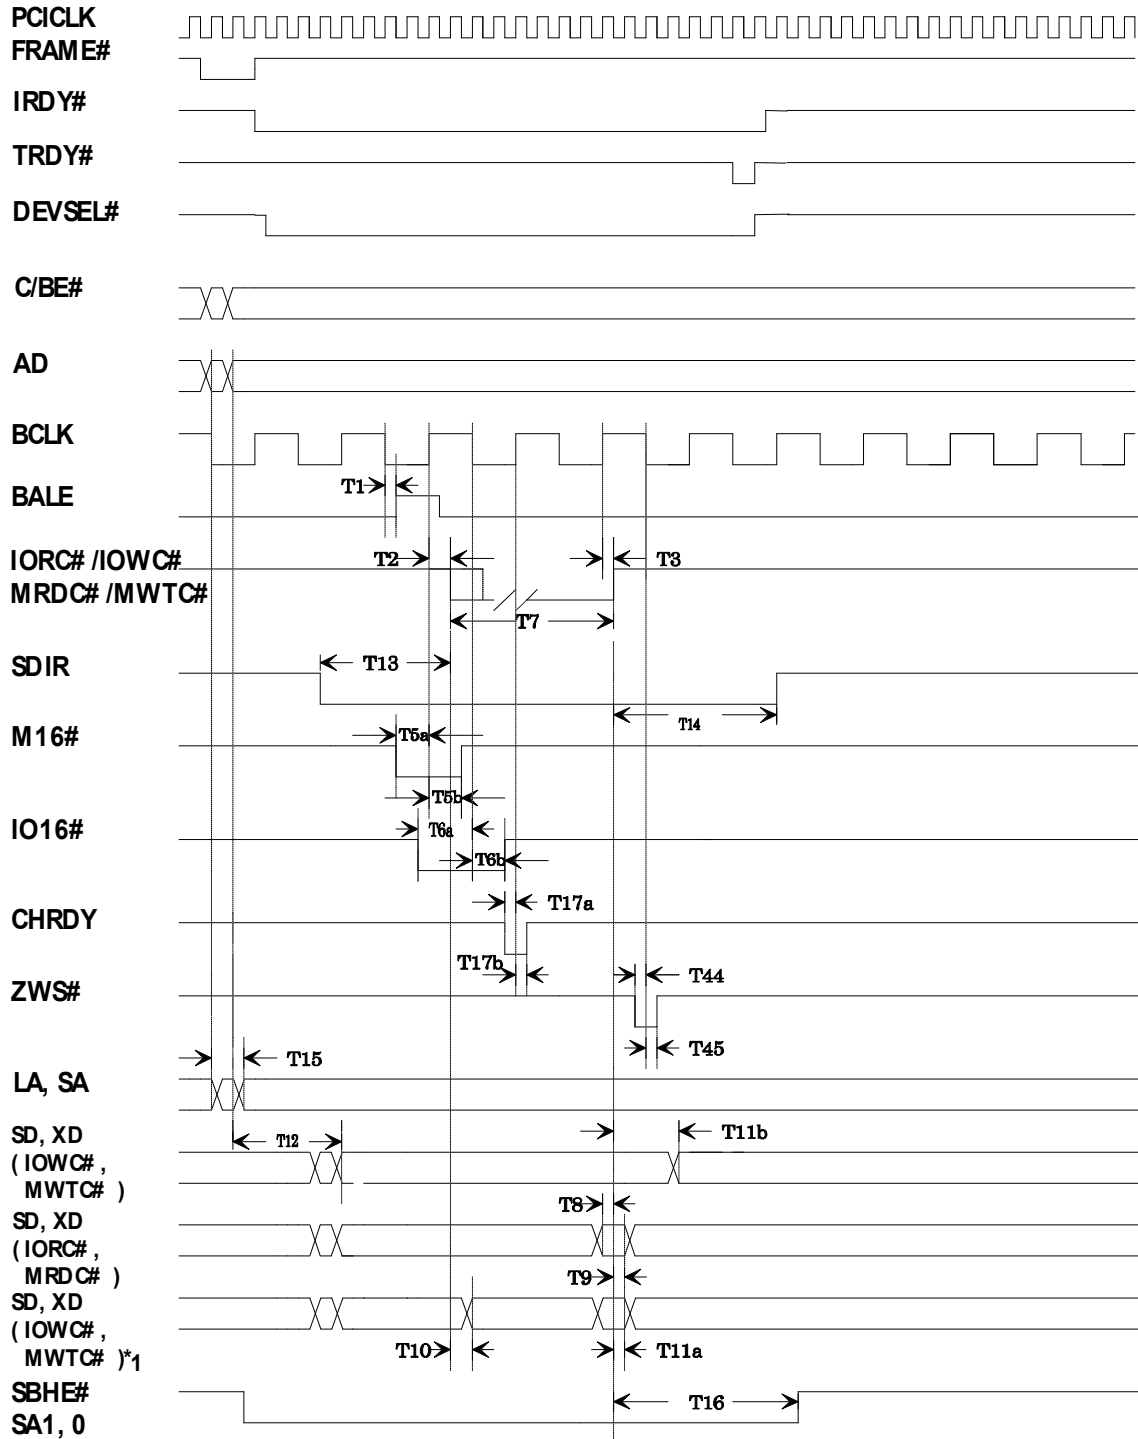 PCICLK
FRAME#
IRDY#
TRDY#
DEVSEL#
C/BE#
AD
BCLK
T1
BALE
IORC# /IOWC#
T2
T3
MRDC# /MWTC#
T7
SDIR
T13
T14
M16#
T5a
T5b
IO16#
T6a
T6b
CHRDY
T17a
T17b
T44
ZWS#
T15
T45
LA, SA
SD, XD
T12
T11b
( IOWC# ,
MWTC# )
T8
SD, XD
( IORC# ,
MRDC# )
T9
SD, XD
( IOWC# ,
MWTC# )*1
T10
T11a
SBHE#
T16
SA1, 0